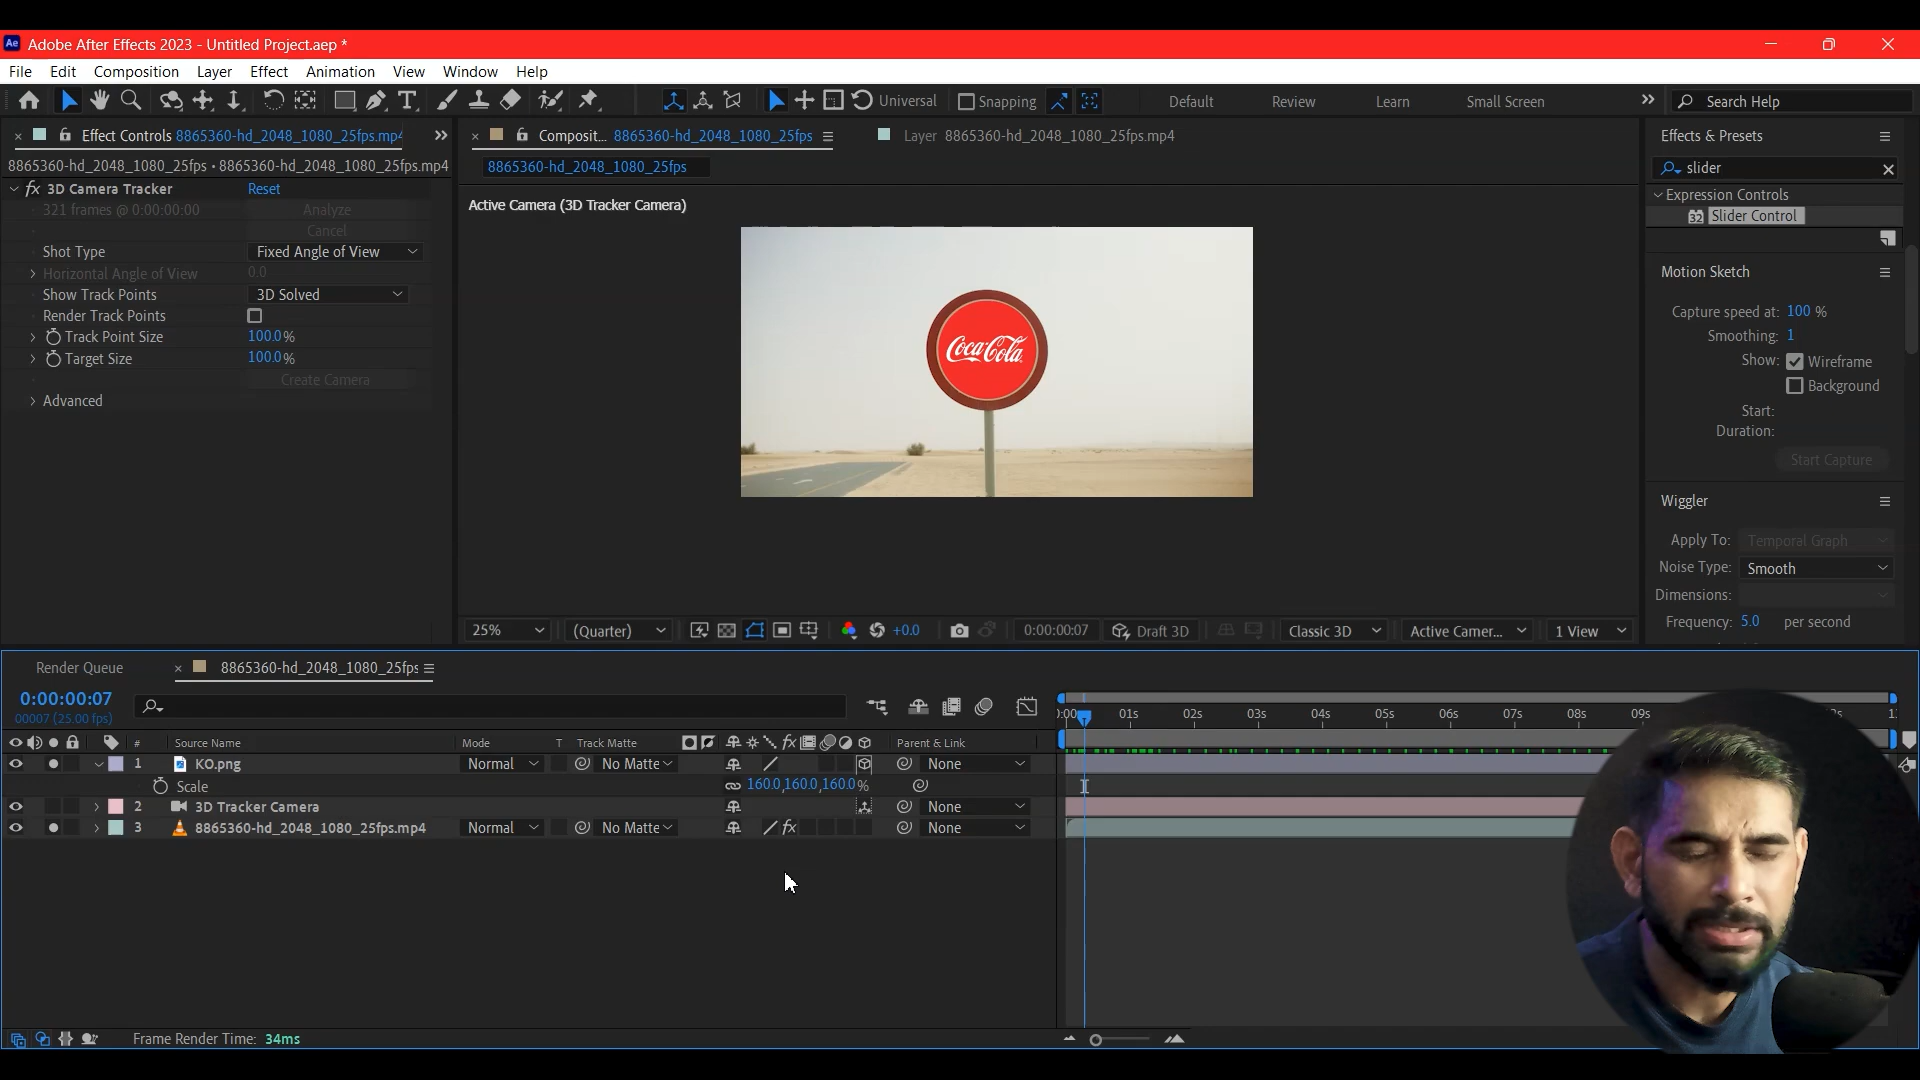 Ae Adobe After Effects 2023 - Untitled Project.aep *
File Edit Composition Layer Effect Animation View Window Help
Universal Snapping Default Review Learn Small Screen Search Help
Effect Controls 8865360-hd_2048_1080_25fps.mp4
8865360-hd_2048_1080_25fps • 8865360-hd_2048_1080_25fps.mp4
fx 3D Camera Tracker Reset
321 frames @ 0:00:00:00 Analyze
Cancel
Shot Type Fixed Angle of View
Horizontal Angle of View 0.0
Show Track Points 3D Solved
Render Track Points
Track Point Size 100.0%
Target Size 100.0%
Create Camera
Advanced
Composit... 8865360-hd_2048_1080_25fps
Layer 8865360-hd_2048_1080_25fps.mp4
8865360-hd_2048_1080_25fps
Active Camera (3D Tracker Camera)
Coca-Cola
25% (Quarter) +0.0 0:00:00:07 Draft 3D Classic 3D Active Camer... 1 View
Effects & Presets
slider
Expression Controls
32 Slider Control
Motion Sketch
Capture speed at: 100 %
Smoothing: 1
Show: Wireframe
Background
Start:
Duration:
Start Capture
Wiggler
Apply To: Temporal Graph
Noise Type: Smooth
Dimensions:
Frequency: 5.0 per second
Render Queue 8865360-hd_2048_1080_25fps
0:00:00:07
00007 (25.00 fps)
# Source Name Mode T Track Matte fx Parent & Link
1 KO.png Normal No Matte None
Scale 160.0,160.0,160.0%
2 3D Tracker Camera None
3 8865360-hd_2048_1080_25fps.mp4 Normal No Matte fx None
01s 02s 03s 04s 05s 06s 07s 08s 09s
Frame Render Time: 34ms